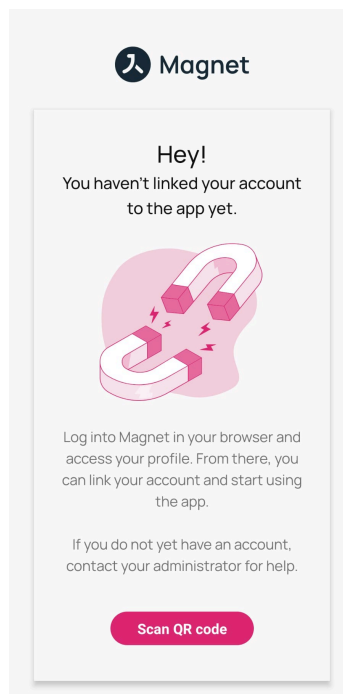 Magnet
Hey!
You haven't linked your account
to the app yet.
Log into Magnet in your browser and
access your profile. From there, you
can link your account and start using
the app.
If you do not yet have an account,
contact your administrator for help.
Scan QR code